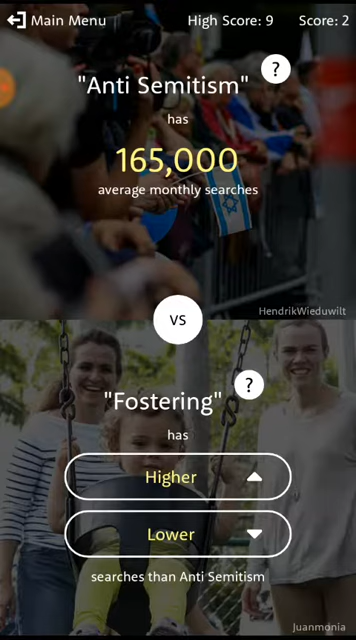 Main Menu
High Score: 9
Score: 2
"Anti Semitism"
?
has
165,000
average monthly searches
HendrikWieduwilt
VS
"Fostering"
?
has
Higher
Lower
searches than Anti Semitism
Juanmonia